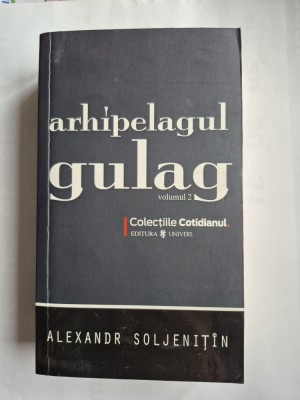 arhipelagul
gulag
volumul 2
Colecțiile Cotidianul.
EDITURA UNIVERS
ALEXANDR SOLJENIȚÎN